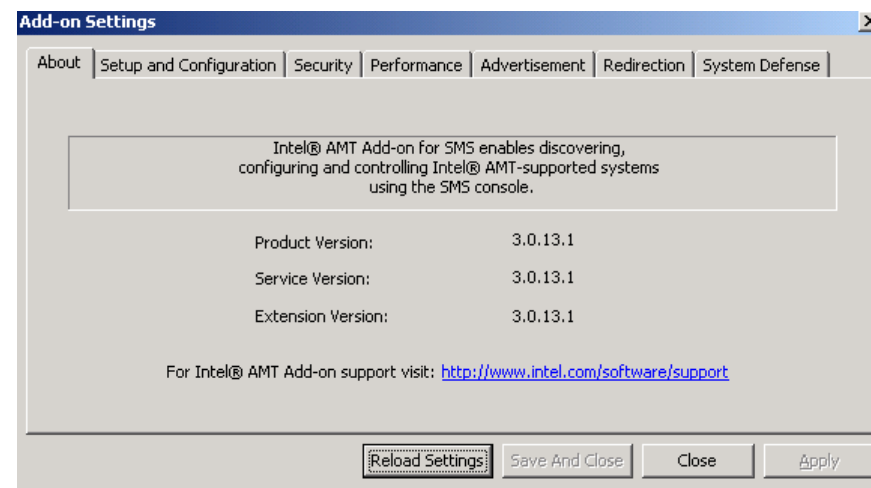 Add-on Settings
About Setup and Configuration Security Performance Advertisement Redirection System Defense
Intel® AMT Add-on for SMS enables discovering,
configuring and controlling Intel® AMT-supported systems
using the SMS console.
Product Version: 3.0.13.1
Service Version: 3.0.13.1
Extension Version: 3.0.13.1
For Intel® AMT Add-on support visit: http://www.intel.com/software/support
Reload Settings Save And Close Close Apply